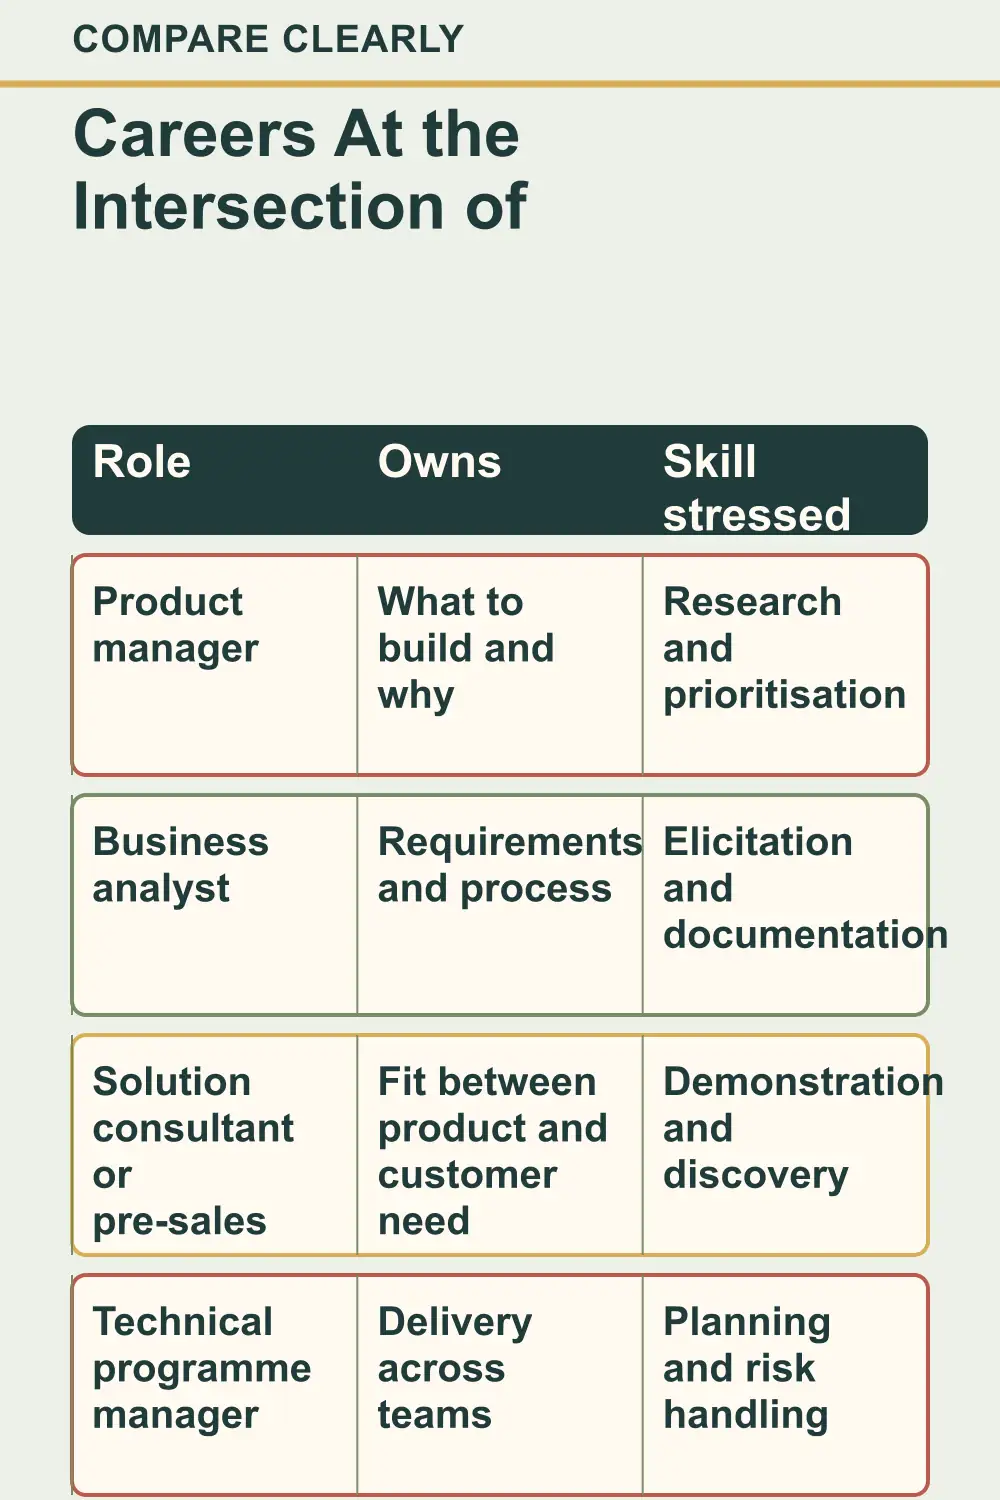 COMPARE CLEARLY
Careers At the
Intersection of
Role
Owns
Skill
stressed
Product
manager
What to
build and
why
Research
and
prioritisation
Business
analyst
Requirements
and process
Elicitation
and
documentation
Solution
consultant
or
pre-sales
Fit between
product and
customer
need
Demonstration
and
discovery
Technical
programme
manager
Delivery
across
teams
Planning
and risk
handling